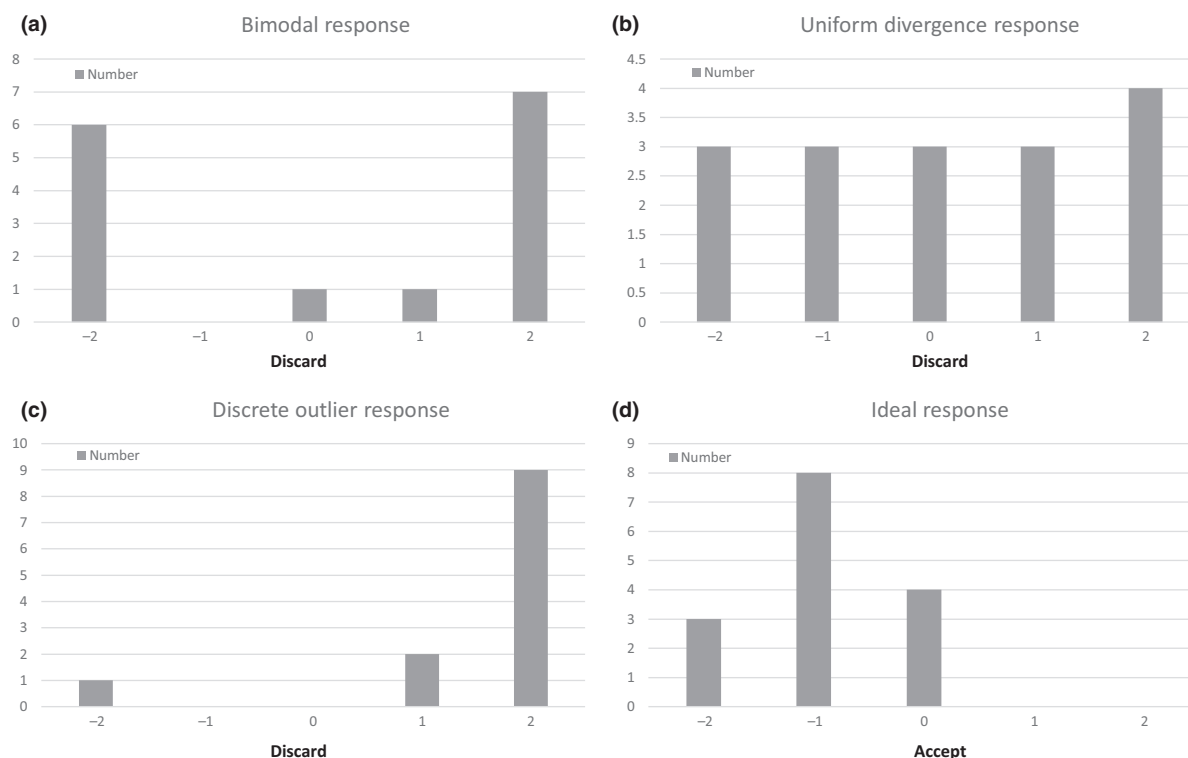 (a) Bimodal response
8
Number
7
6
5
4
3
2
1
0
–2 –1 0 1 2
Discard
(b) Uniform divergence response
4.5
Number
4
3.5
3
2.5
2
1.5
1
0.5
0
–2 –1 0 1 2
Discard
(c) Discrete outlier response
10
Number
9
8
7
6
5
4
3
2
1
0
–2 –1 0 1 2
Discard
(d) Ideal response
9
Number
8
7
6
5
4
3
2
1
0
–2 –1 0 1 2
Accept